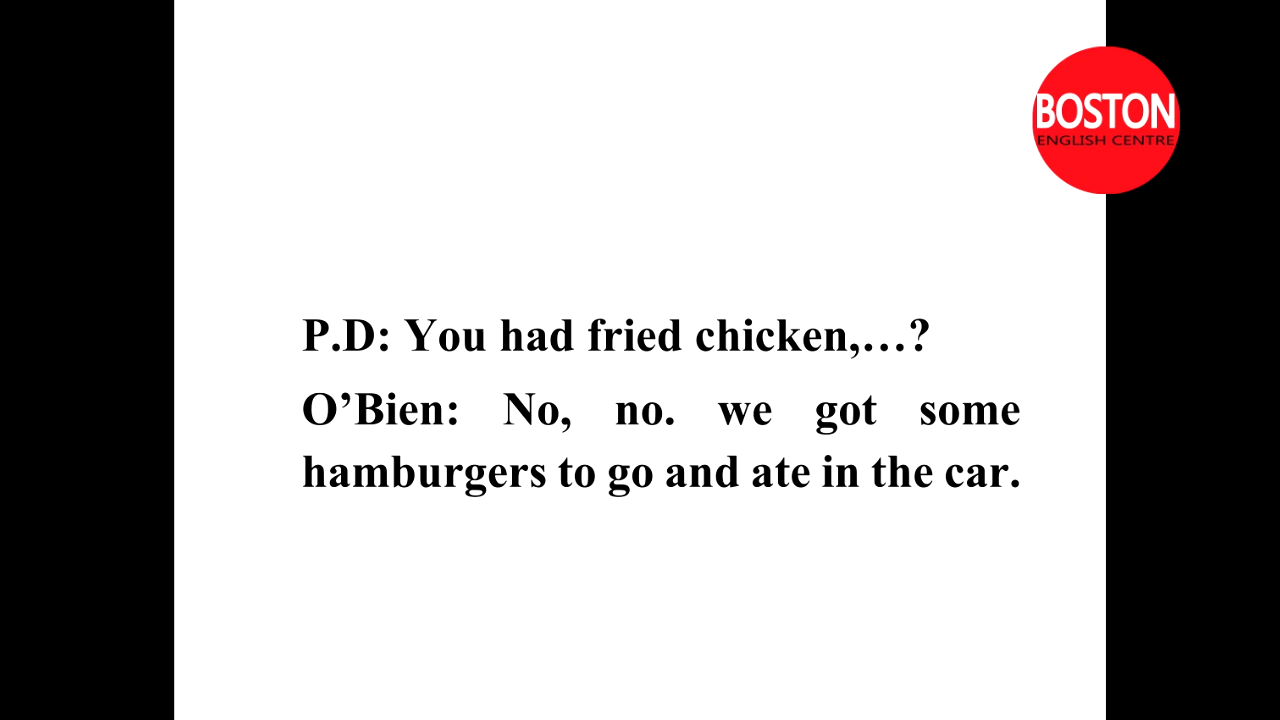 BOSTON
ENGLISH CENTRE
P.D: You had fried chicken,…?
O’Bien: No, no. we got some
hamburgers to go and ate in the car.